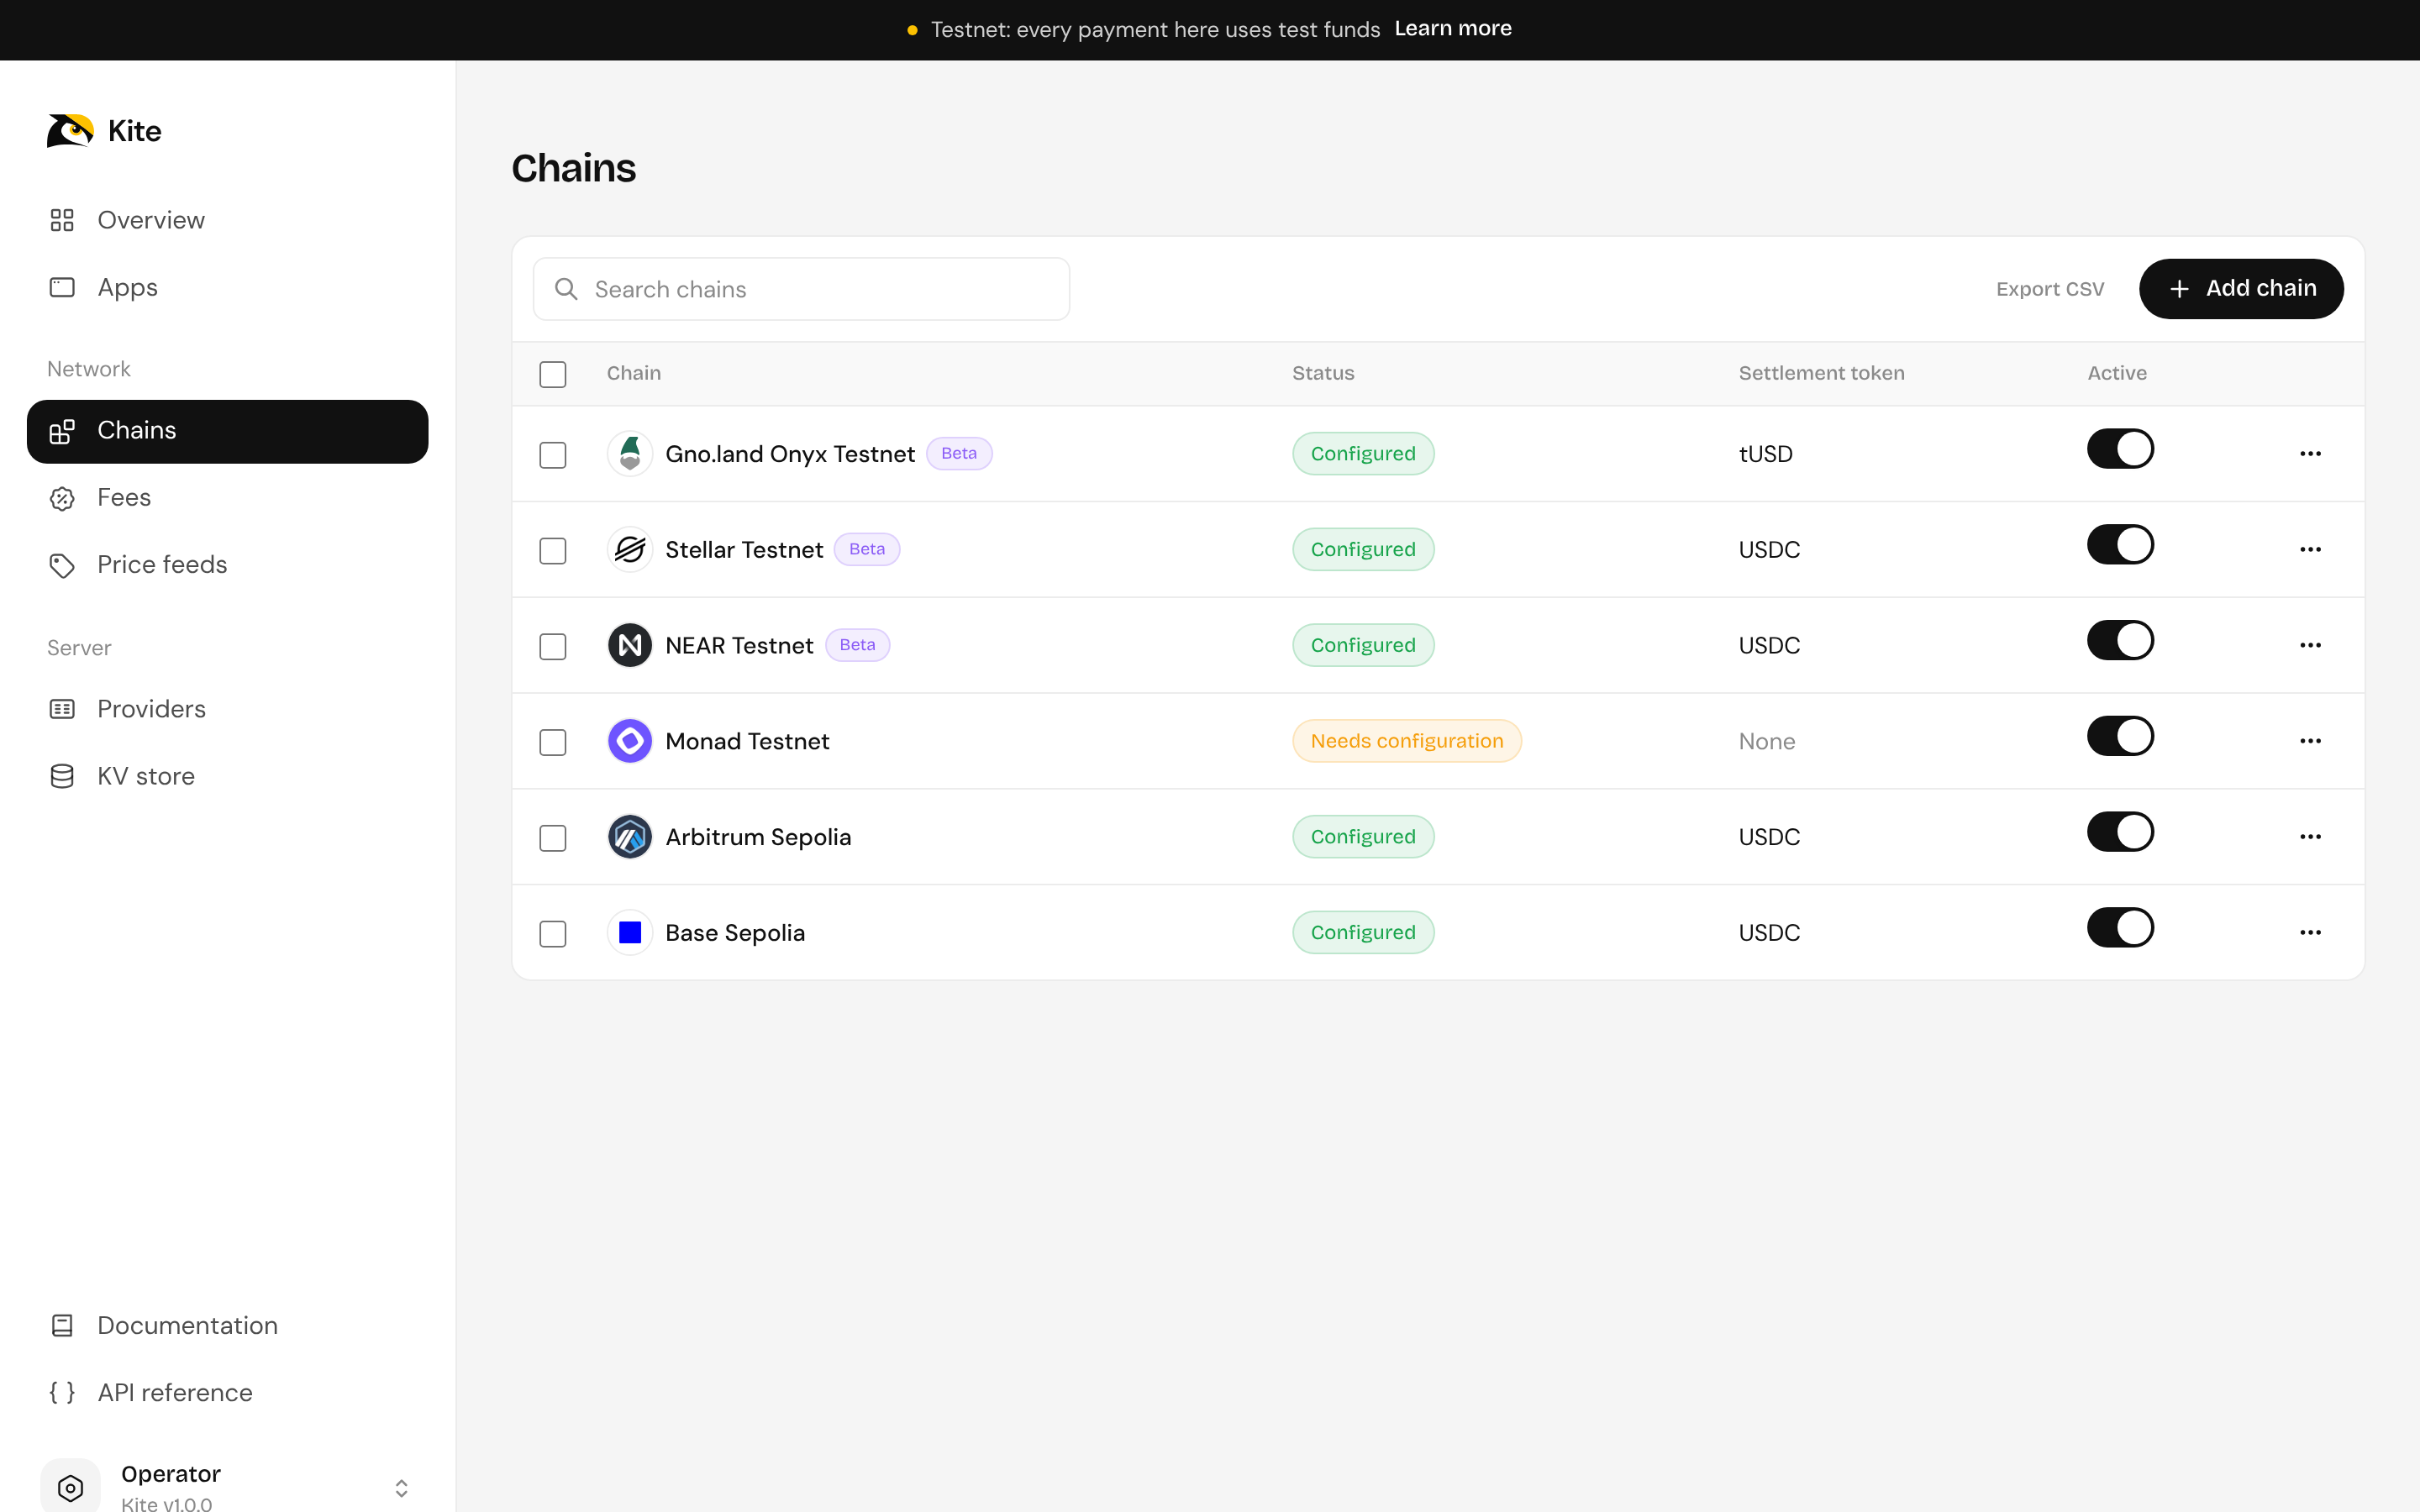 Testnet: every payment here uses test funds Learn more
Kite
Overview
Apps
Network
Chains
Fees
Price feeds
Server
Providers
KV store
Documentation
API reference
Operator
Kite v1.0.0
Chains
Search chains
Export CSV
Add chain
Chain Status Settlement token Active
Gno.land Onyx Testnet Beta Configured tUSD
Stellar Testnet Beta Configured USDC
NEAR Testnet Beta Configured USDC
Monad Testnet Needs configuration None
Arbitrum Sepolia Configured USDC
Base Sepolia Configured USDC